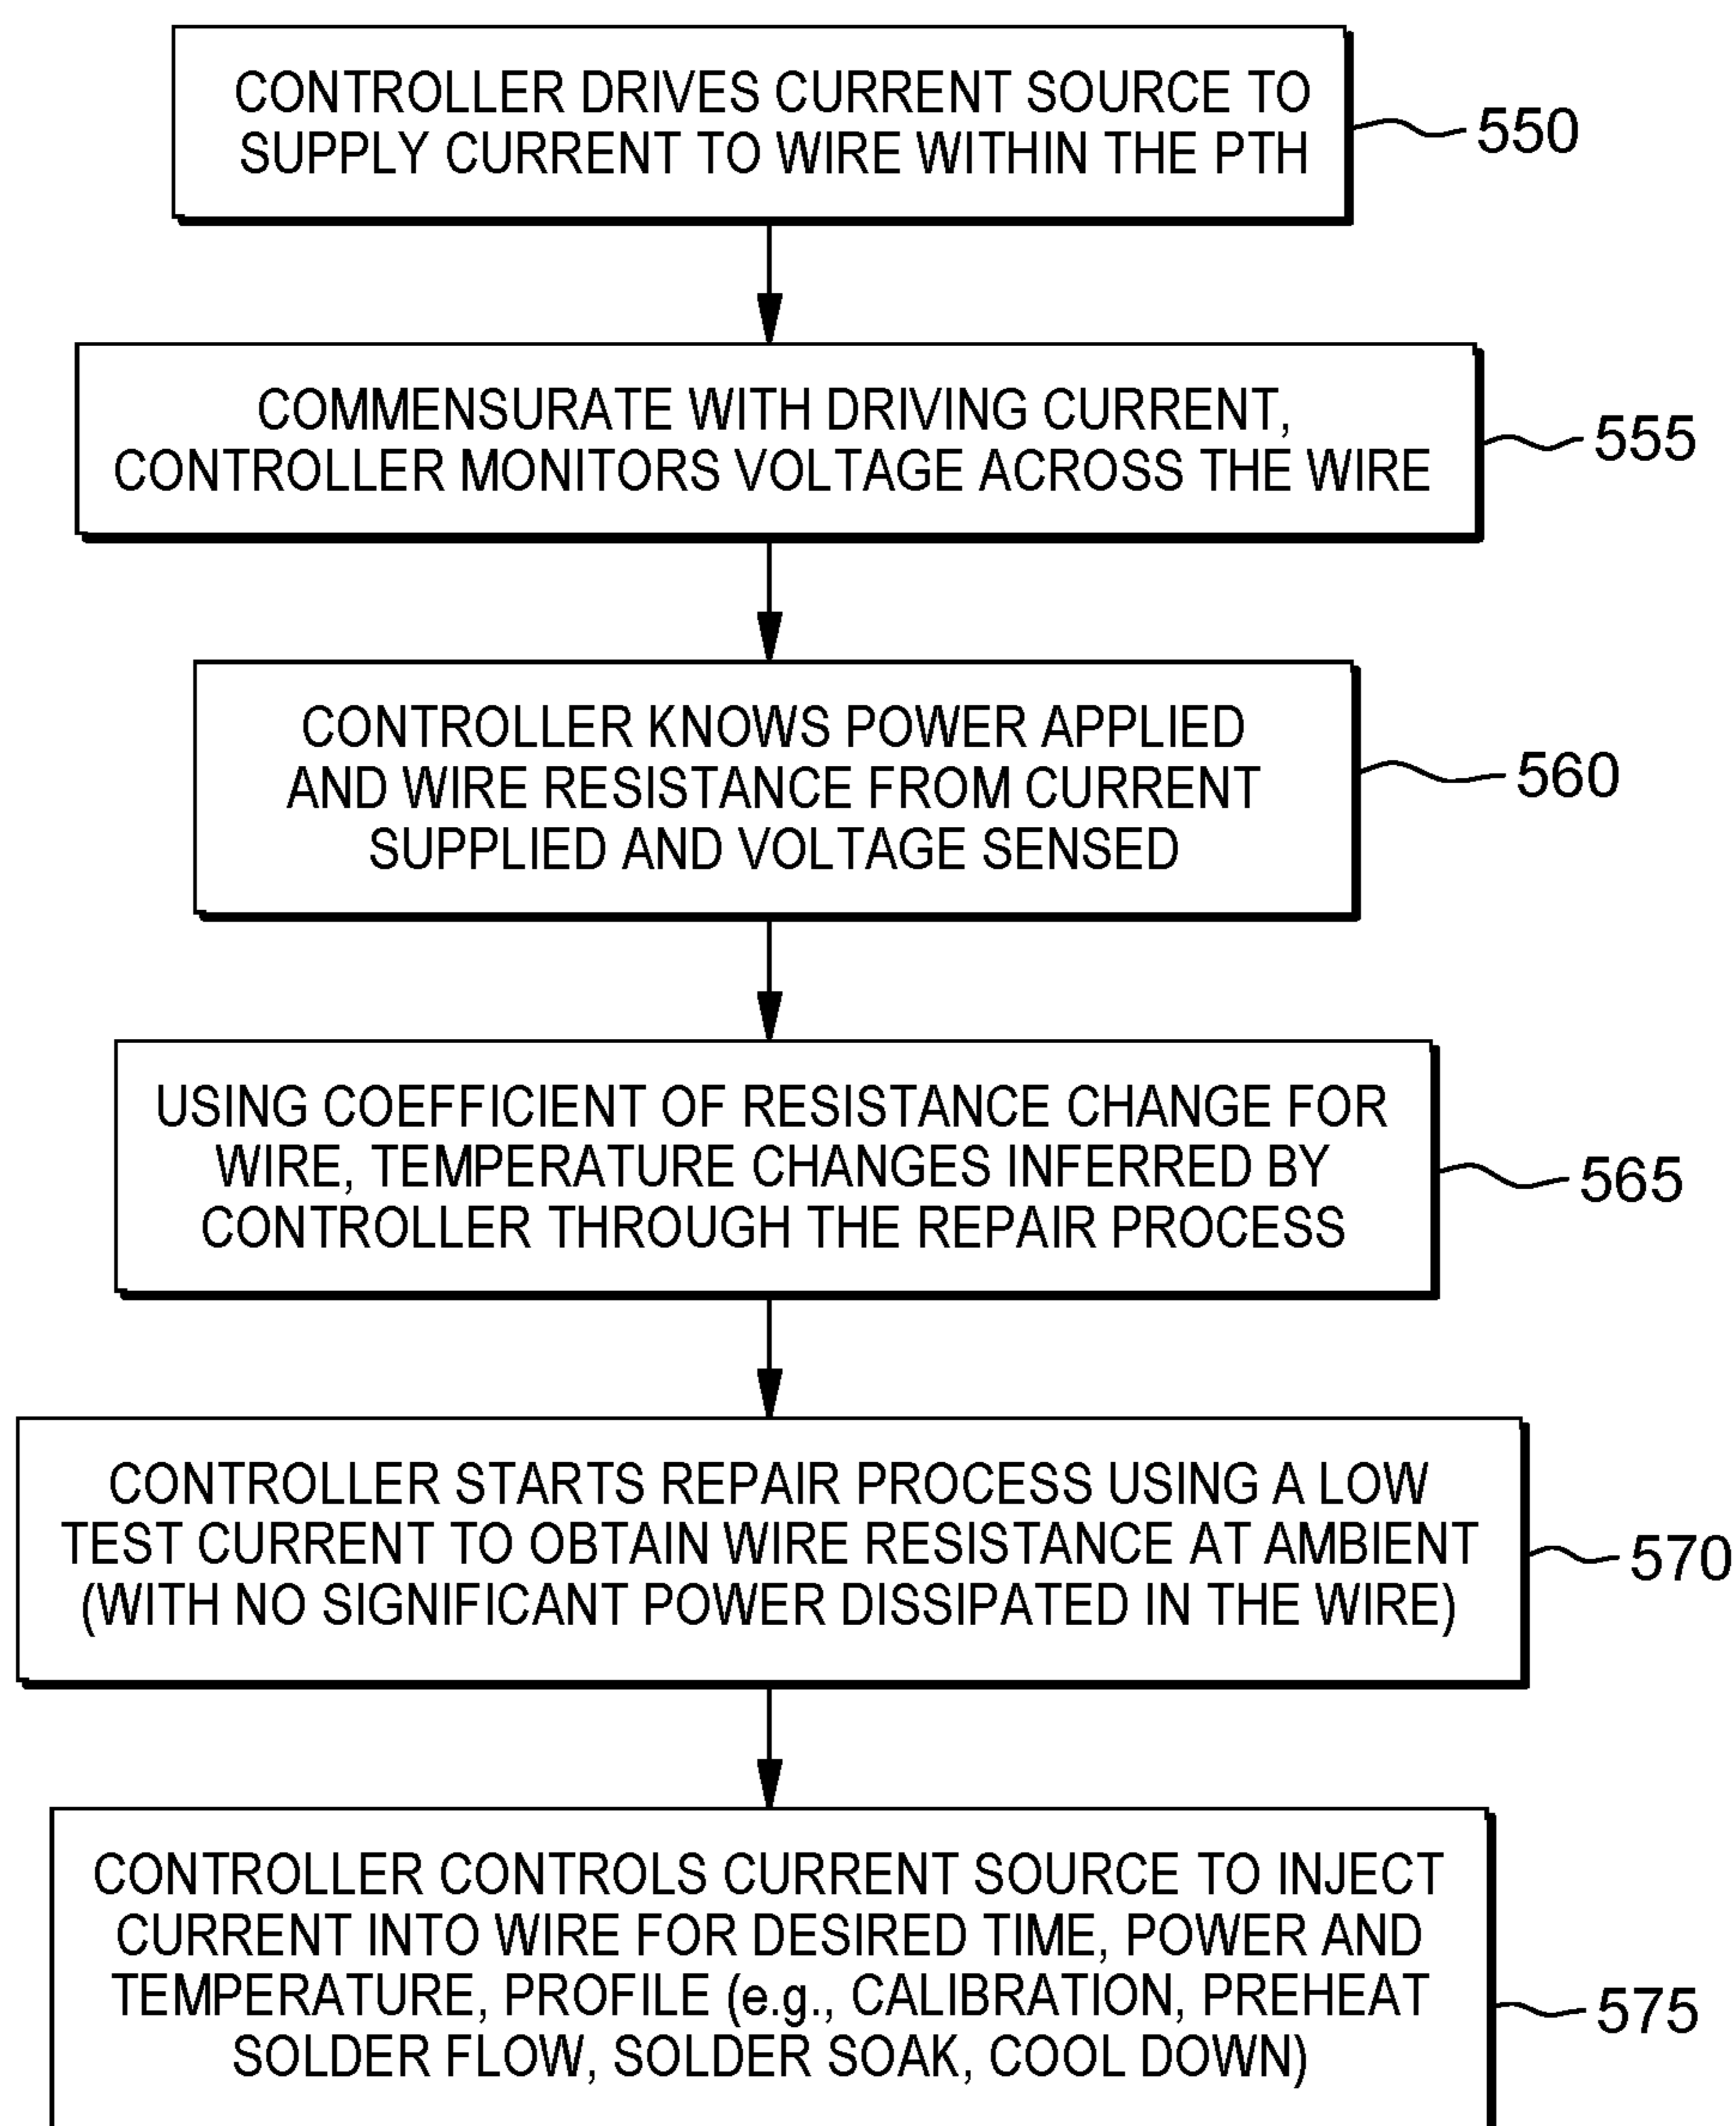 CONTROLLER DRIVES CURRENT SOURCE TO
SUPPLY CURRENT TO WIRE WITHIN THE PTH
550
COMMENSURATE WITH DRIVING CURRENT,
CONTROLLER MONITORS VOLTAGE ACROSS THE WIRE
555
CONTROLLER KNOWS POWER APPLIED
AND WIRE RESISTANCE FROM CURRENT
SUPPLIED AND VOLTAGE SENSED
560
USING COEFFICIENT OF RESISTANCE CHANGE FOR
WIRE, TEMPERATURE CHANGES INFERRED BY
CONTROLLER THROUGH THE REPAIR PROCESS
565
CONTROLLER STARTS REPAIR PROCESS USING A LOW
TEST CURRENT TO OBTAIN WIRE RESISTANCE AT AMBIENT
(WITH NO SIGNIFICANT POWER DISSIPATED IN THE WIRE)
570
CONTROLLER CONTROLS CURRENT SOURCE TO INJECT
CURRENT INTO WIRE FOR DESIRED TIME, POWER AND
TEMPERATURE, PROFILE (e.g., CALIBRATION, PREHEAT
SOLDER FLOW, SOLDER SOAK, COOL DOWN)
575